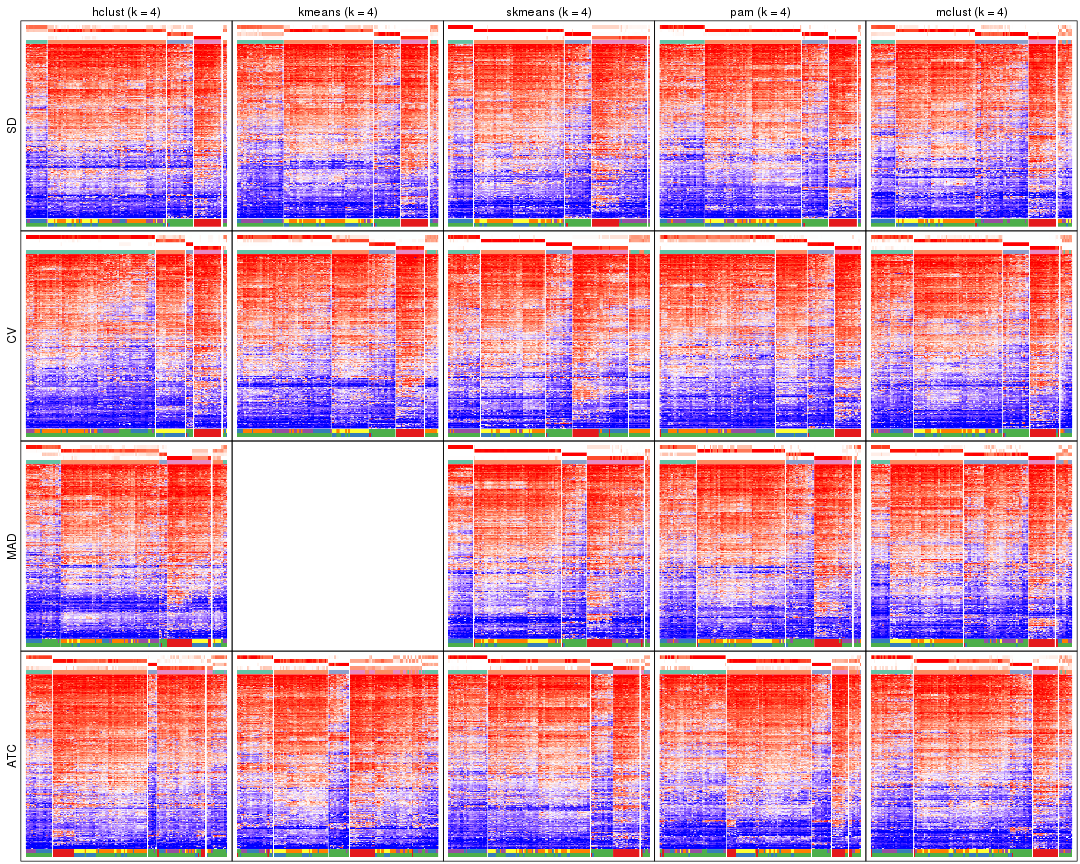 hclust (k = 4) kmeans (k = 4) skmeans (k = 4) pam (k = 4) mclust (k = 4)
SD
CV
MAD
ATC